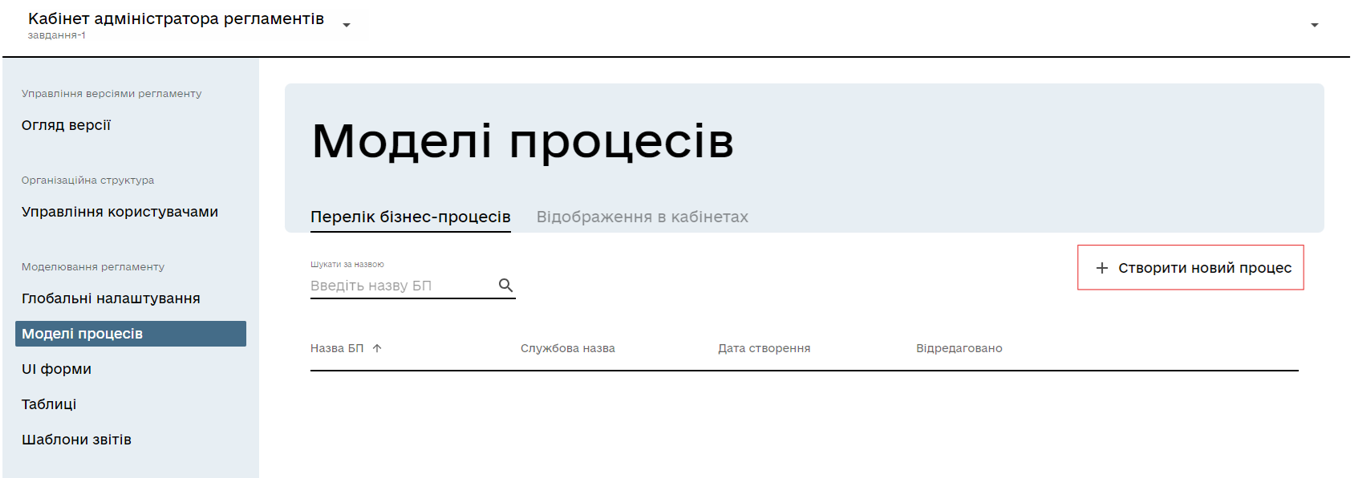 Кабінет адміністратора регламентів
завдання-1
Управління версіями регламенту
Огляд версії
Організаційна структура
Управління користувачами
Моделювання регламенту
Глобальні налаштування
Моделі процесів
UI форми
Таблиці
Шаблони звітів
Моделі процесів
Перелік бізнес-процесів Відображення в кабінетах
Шукати за назвою
Введіть назву БП
+ Створити новий процес
Назва БП ↑ Службова назва Дата створення Відредаговано